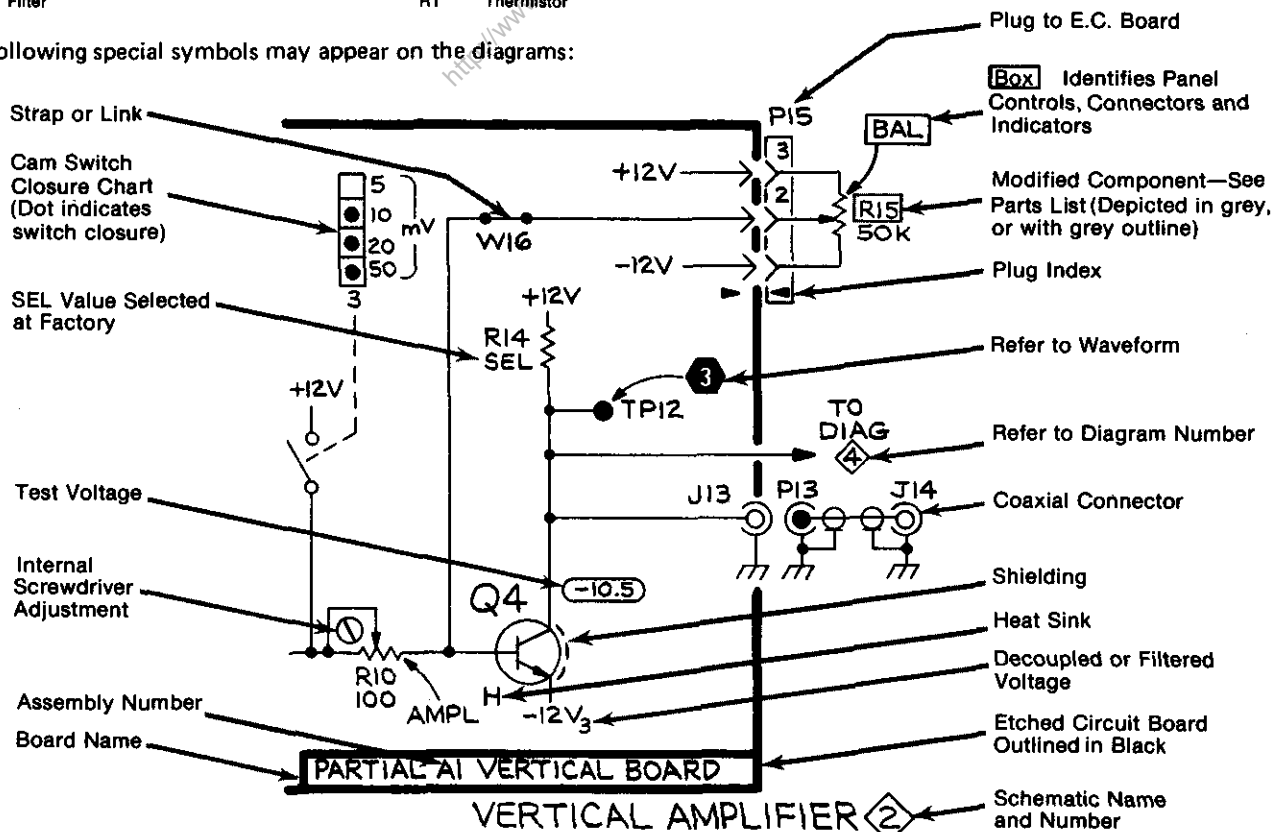 Filter
RT Thermistor
http://www
ollowing special symbols may appear on the diagrams:
Plug to E.C. Board
Box Identifies Panel
Controls, Connectors and
Indicators
Modified Component—See
Parts List (Depicted in grey,
or with grey outline)
Plug Index
Refer to Waveform
Refer to Diagram Number
Coaxial Connector
Shielding
Heat Sink
Decoupled or Filtered
Voltage
Etched Circuit Board
Outlined in Black
Schematic Name
and Number
Strap or Link
Cam Switch
Closure Chart
(Dot indicates
switch closure)
SEL Value Selected
at Factory
Test Voltage
Internal
Screwdriver
Adjustment
Assembly Number
Board Name
5
10
20
50
mV
3
+12V
W16
+12V
-12V
P15
3
2
BAL
R15
50K
+12V
R14
SEL
3
TP12
TO
DIAG
4
J13
P13
J14
-10.5
Q4
R10
100
AMPL
H
-12V3
PARTIAL A1 VERTICAL BOARD
VERTICAL AMPLIFIER 2